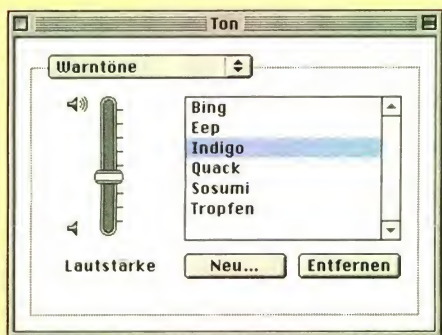 Ton
Warntöne
Bing
Eep
Indigo
Quack
Sosumi
Tropfen
Lautstärke
Neu...
Entfernen